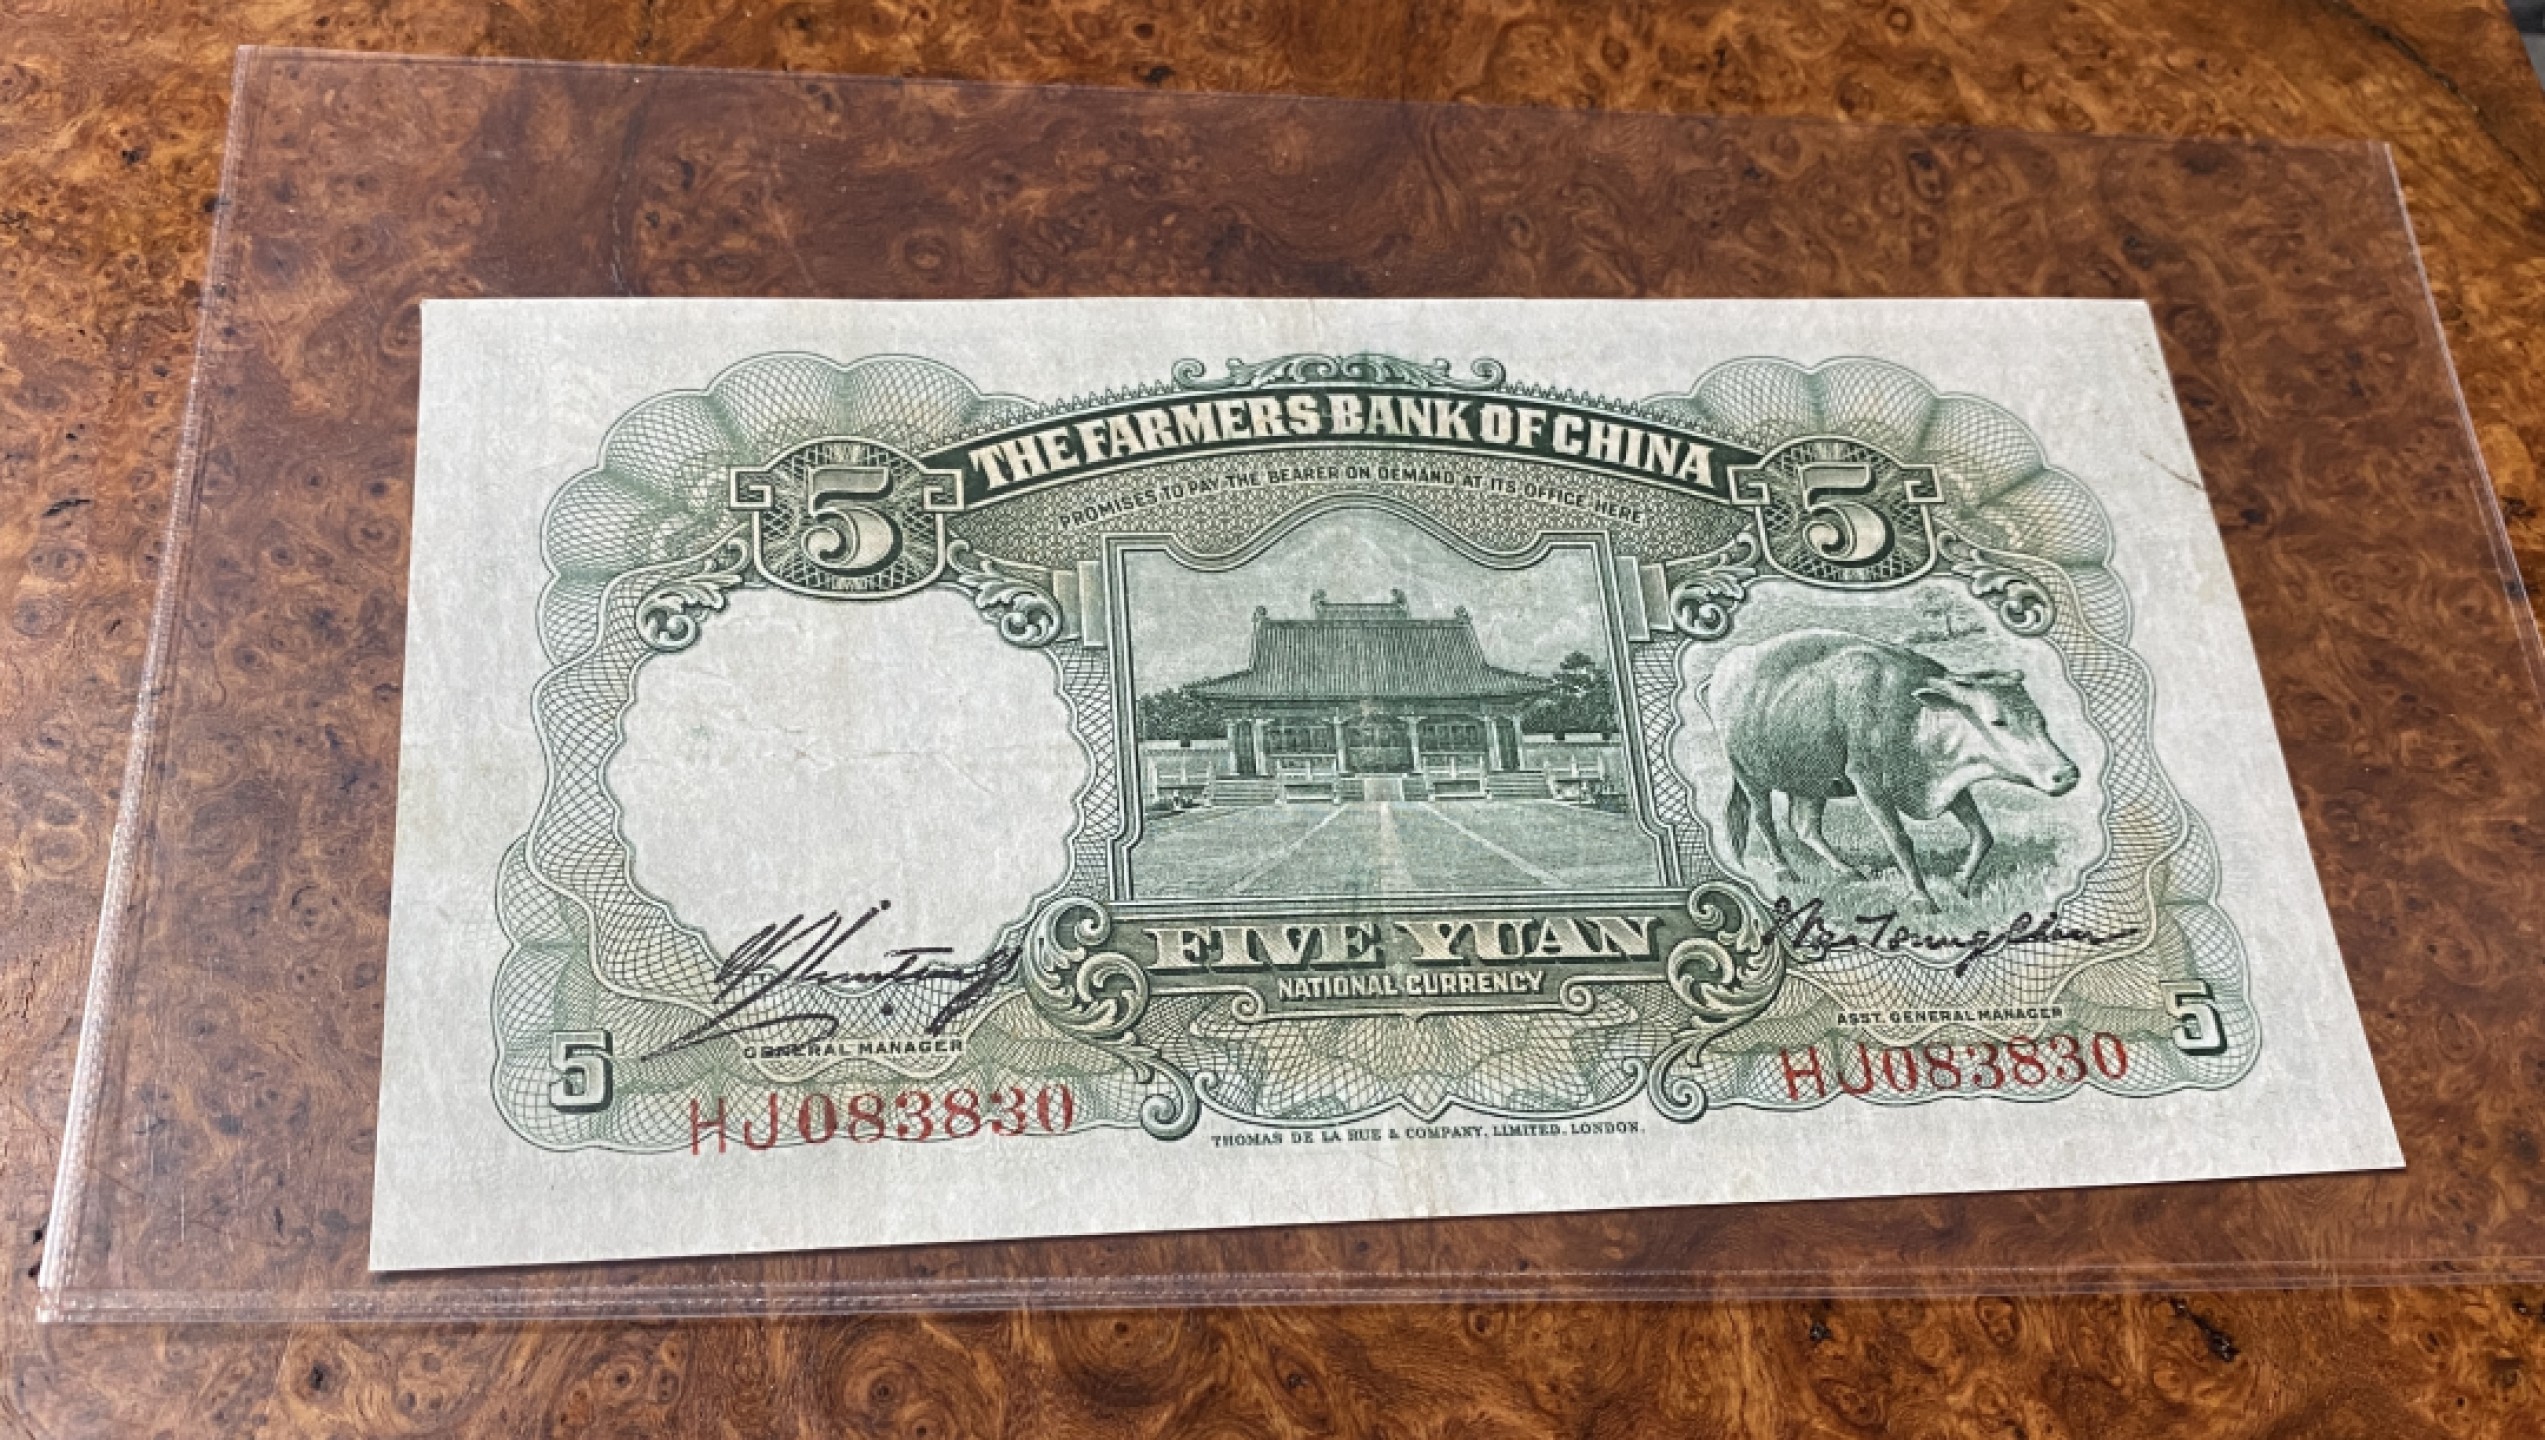 THE FARMERS BANK OF CHINA
PROMISES TO PAY THE BEARER ON DEMAND AT ITS OFFICE HERE
5 5
FIVE YUAN
NATIONAL CURRENCY
GENERAL MANAGER
ASST. GENERAL MANAGER
5 5
HJ083830 HJ083830
THOMAS DE LA RUE & COMPANY, LIMITED. LONDON.